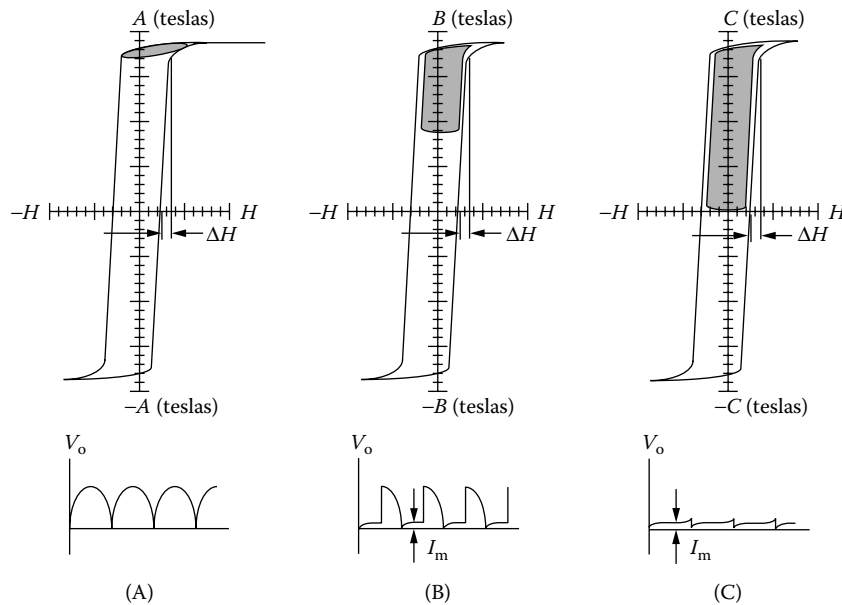 A (teslas)
B (teslas)
C (teslas)
–H
H
–H
H
–H
H
ΔH
ΔH
ΔH
–A (teslas)
–B (teslas)
–C (teslas)
Vo
Vo
Vo
Im
Im
(A)
(B)
(C)